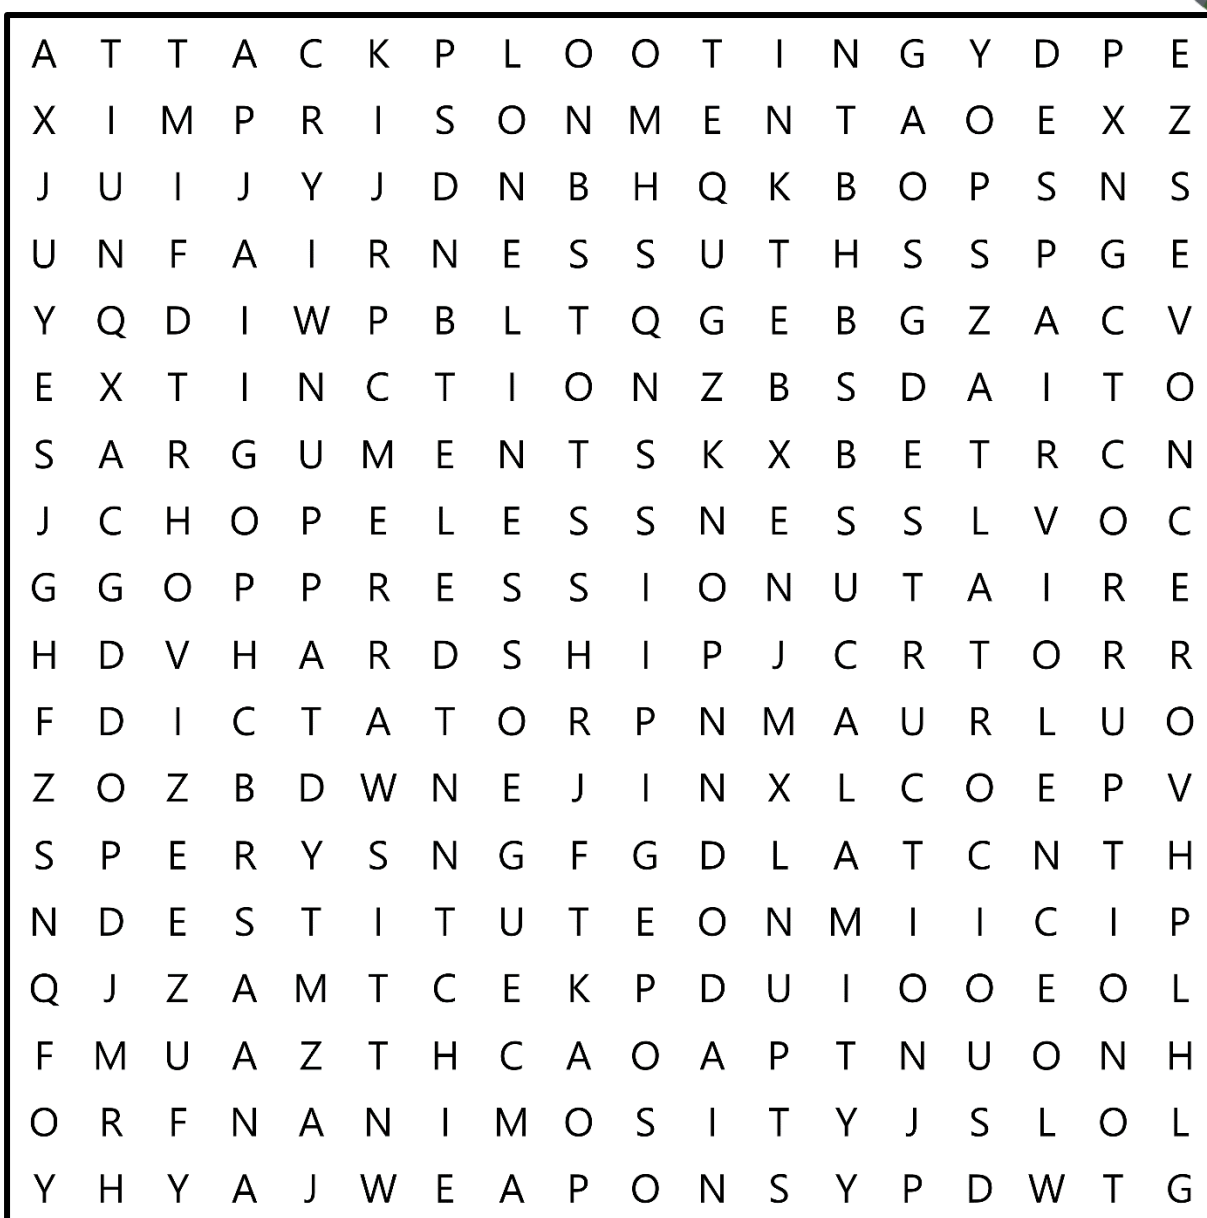 A T T A C K P L O O T I N G Y D P E
X I M P R I S O N M E N T A O E X Z
J U I J Y J D N B H Q K B O P S N S
U N F A I R N E S S U T H S S P G E
Y Q D I W P B L T Q G E B G Z A C V
E X T I N C T I O N Z B S D A I T O
S A R G U M E N T S K X B E T R C N
J C H O P E L E S S N E S S L V O C
G G O P P R E S S I O N U T A I R E
H D V H A R D S H I P J C R T O R R
F D I C T A T O R P N M A U R L U O
Z O Z B D W N E J I N X L C O E P V
S P E R Y S N G F G D L A T C N T H
N D E S T I T U T E O N M I I C I P
Q J Z A M T C E K P D U I O O E O L
F M U A Z T H C A O A P T N U O N H
O R F N A N I M O S I T Y J S L O L
Y H Y A J W E A P O N S Y P D W T G